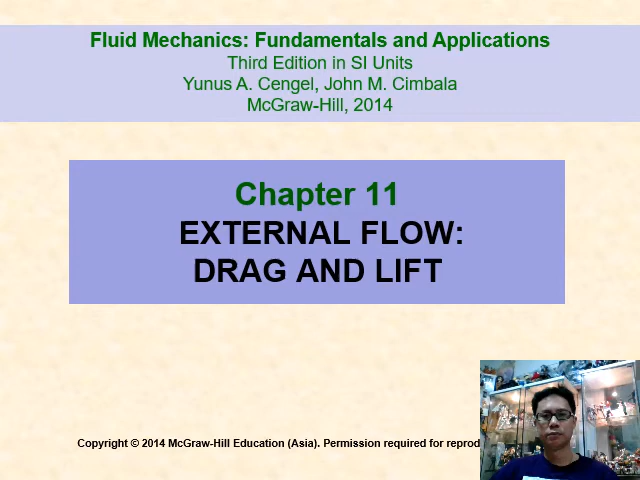 Fluid Mechanics: Fundamentals and Applications
Third Edition in SI Units
Yunus A. Cengel, John M. Cimbala
McGraw-Hill, 2014
Chapter 11
EXTERNAL FLOW:
DRAG AND LIFT
Copyright © 2014 McGraw-Hill Education (Asia). Permission required for reprod